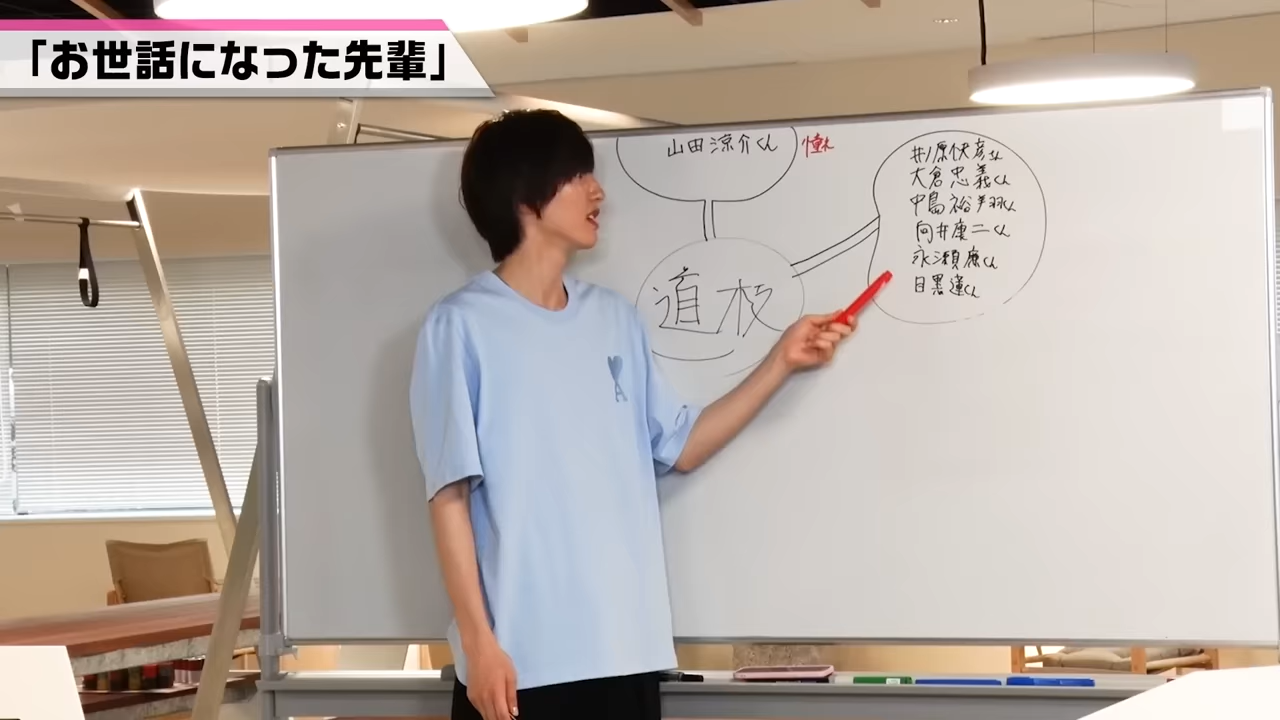 「お世話になった先輩」
山田涼介くん
憧れ
井ノ原快彦さん
大倉忠義くん
中島裕翔くん
向井康二くん
永瀬廉くん
目黒蓮くん
道枝
A